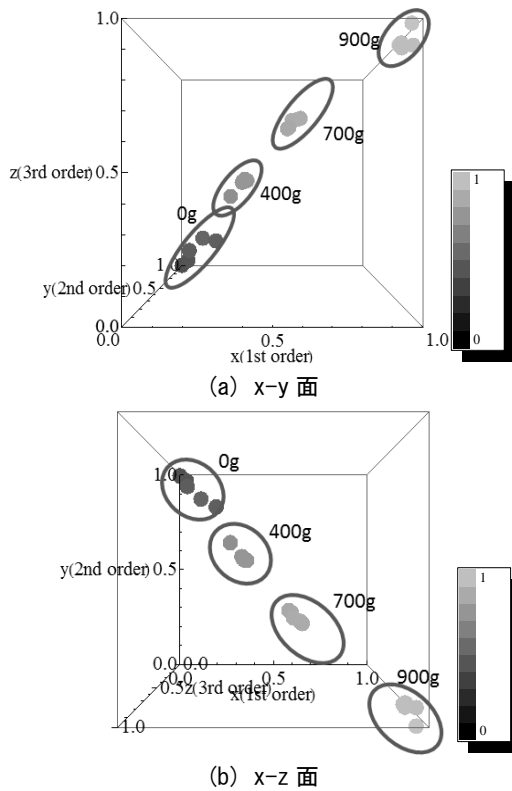 1.0
900g
700g
z(3rd order)
0.5
400g
0g
1.0
1
y(2nd order)
0.5
0.0
0.0
0.5
1.0
x(1st order)
0
(a) x-y 面
0g
1.0
400g
y(2nd order)
0.5
1
700g
0.0
0.0
0.5
1.0
900g
0.5
z(3rd order)
x(1st order)
1.0
0
(b) x-z 面